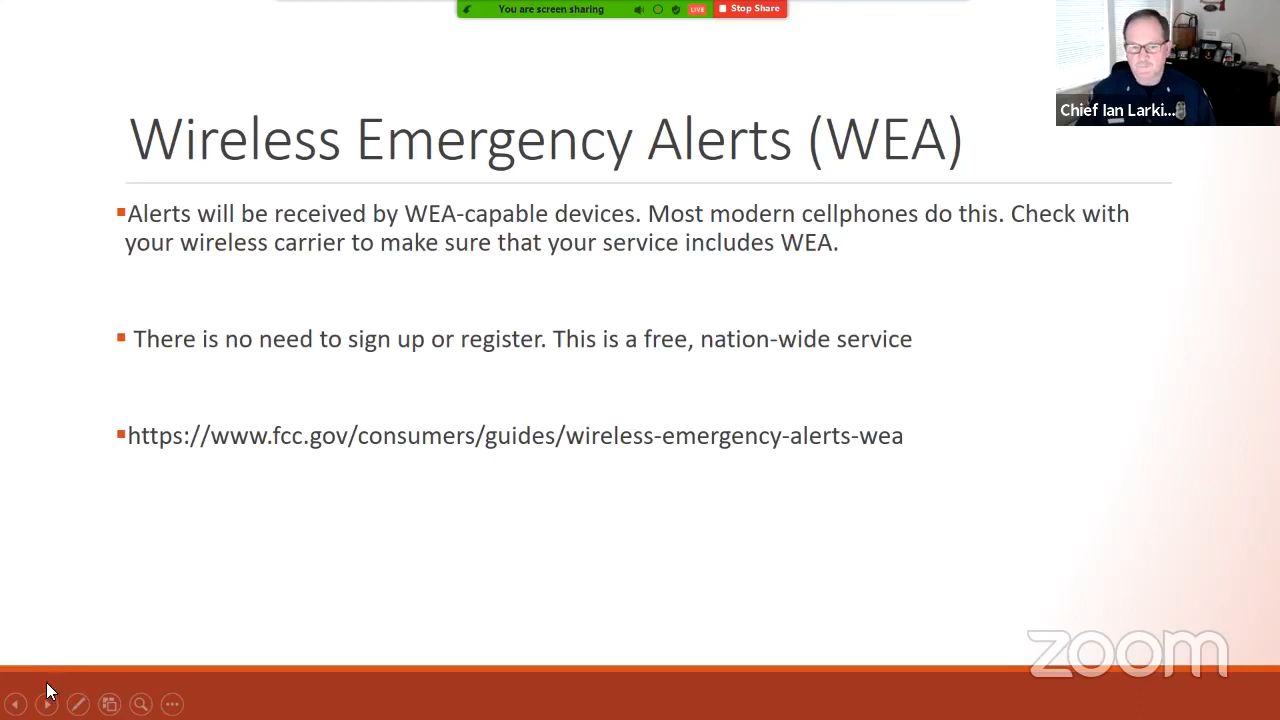 You are screen sharing
LIVE
Stop Share
Chief Ian Larki...
Wireless Emergency Alerts (WEA)
Alerts will be received by WEA-capable devices. Most modern cellphones do this. Check with
your wireless carrier to make sure that your service includes WEA.
There is no need to sign up or register. This is a free, nation-wide service
https://www.fcc.gov/consumers/guides/wireless-emergency-alerts-wea
zoom